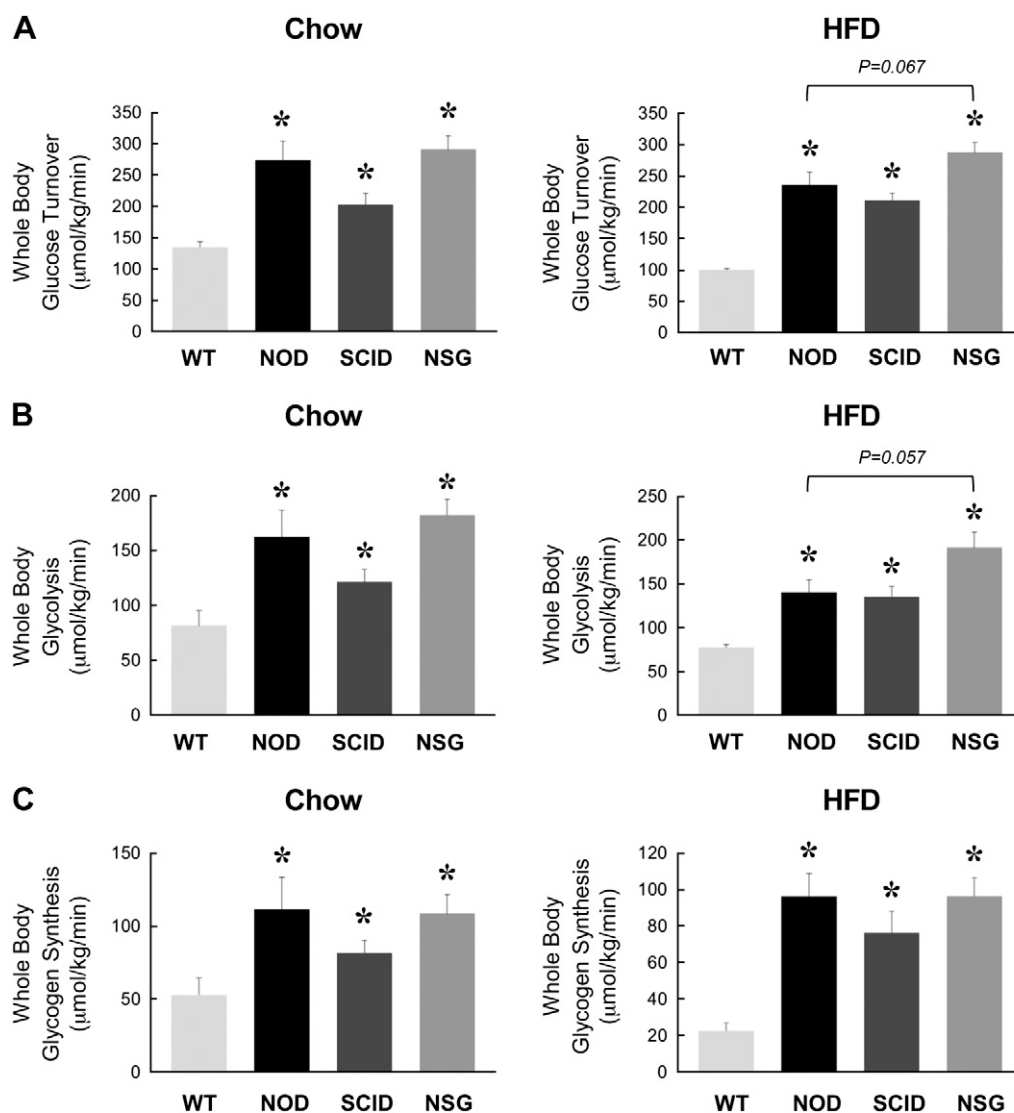 A
Chow
HFD
P=0.067
Whole Body
Glucose Turnover
(µmol/kg/min)
350
300
250
200
150
100
50
0
*
*
*
WT NOD SCID NSG
Whole Body
Glucose Turnover
(µmol/kg/min)
350
300
250
200
150
100
50
0
*
*
*
WT NOD SCID NSG
B
Chow
HFD
P=0.057
Whole Body
Glycolysis
(µmol/kg/min)
200
150
100
50
0
*
*
*
WT NOD SCID NSG
Whole Body
Glycolysis
(µmol/kg/min)
250
200
150
100
50
0
*
*
*
WT NOD SCID NSG
C
Chow
HFD
Whole Body
Glycogen Synthesis
(µmol/kg/min)
150
100
50
0
*
*
*
WT NOD SCID NSG
Whole Body
Glycogen Synthesis
(µmol/kg/min)
120
100
80
60
40
20
0
*
*
*
WT NOD SCID NSG